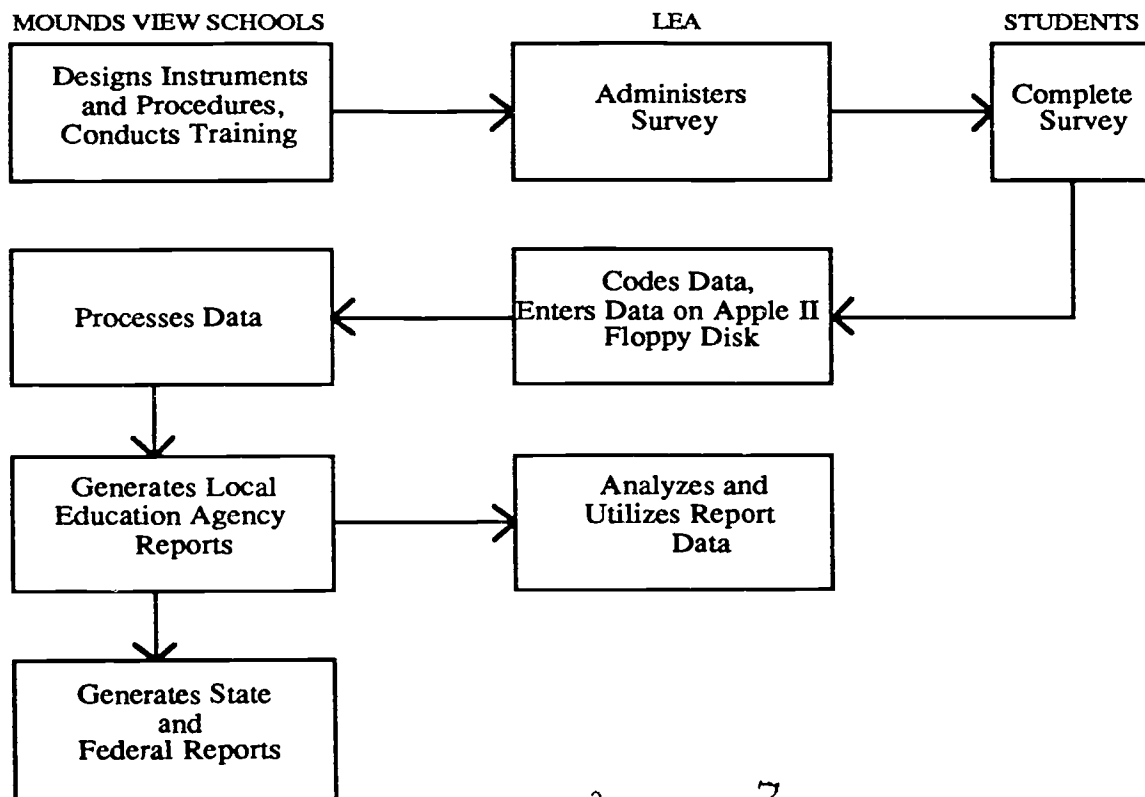 MOUNDS VIEW SCHOOLS
LEA
STUDENTS
Designs Instruments
and Procedures,
Conducts Training
Administers
Survey
Complete
Survey
Processes Data
Codes Data,
Enters Data on Apple II
Floppy Disk
Generates Local
Education Agency
Reports
Analyzes and
Utilizes Report
Data
Generates State
and
Federal Reports